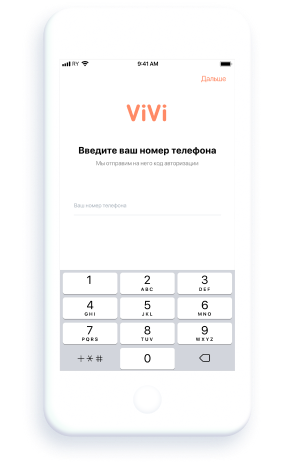 RY 9:41 AM
Дальше
ViVi
Введите ваш номер телефона
Мы отправим на него код авторизации
Ваш номер телефона
1 2 3
ABC DEF
4 5 6
GHI JKL MNO
7 8 9
PQRS TUV WXYZ
+*# 0